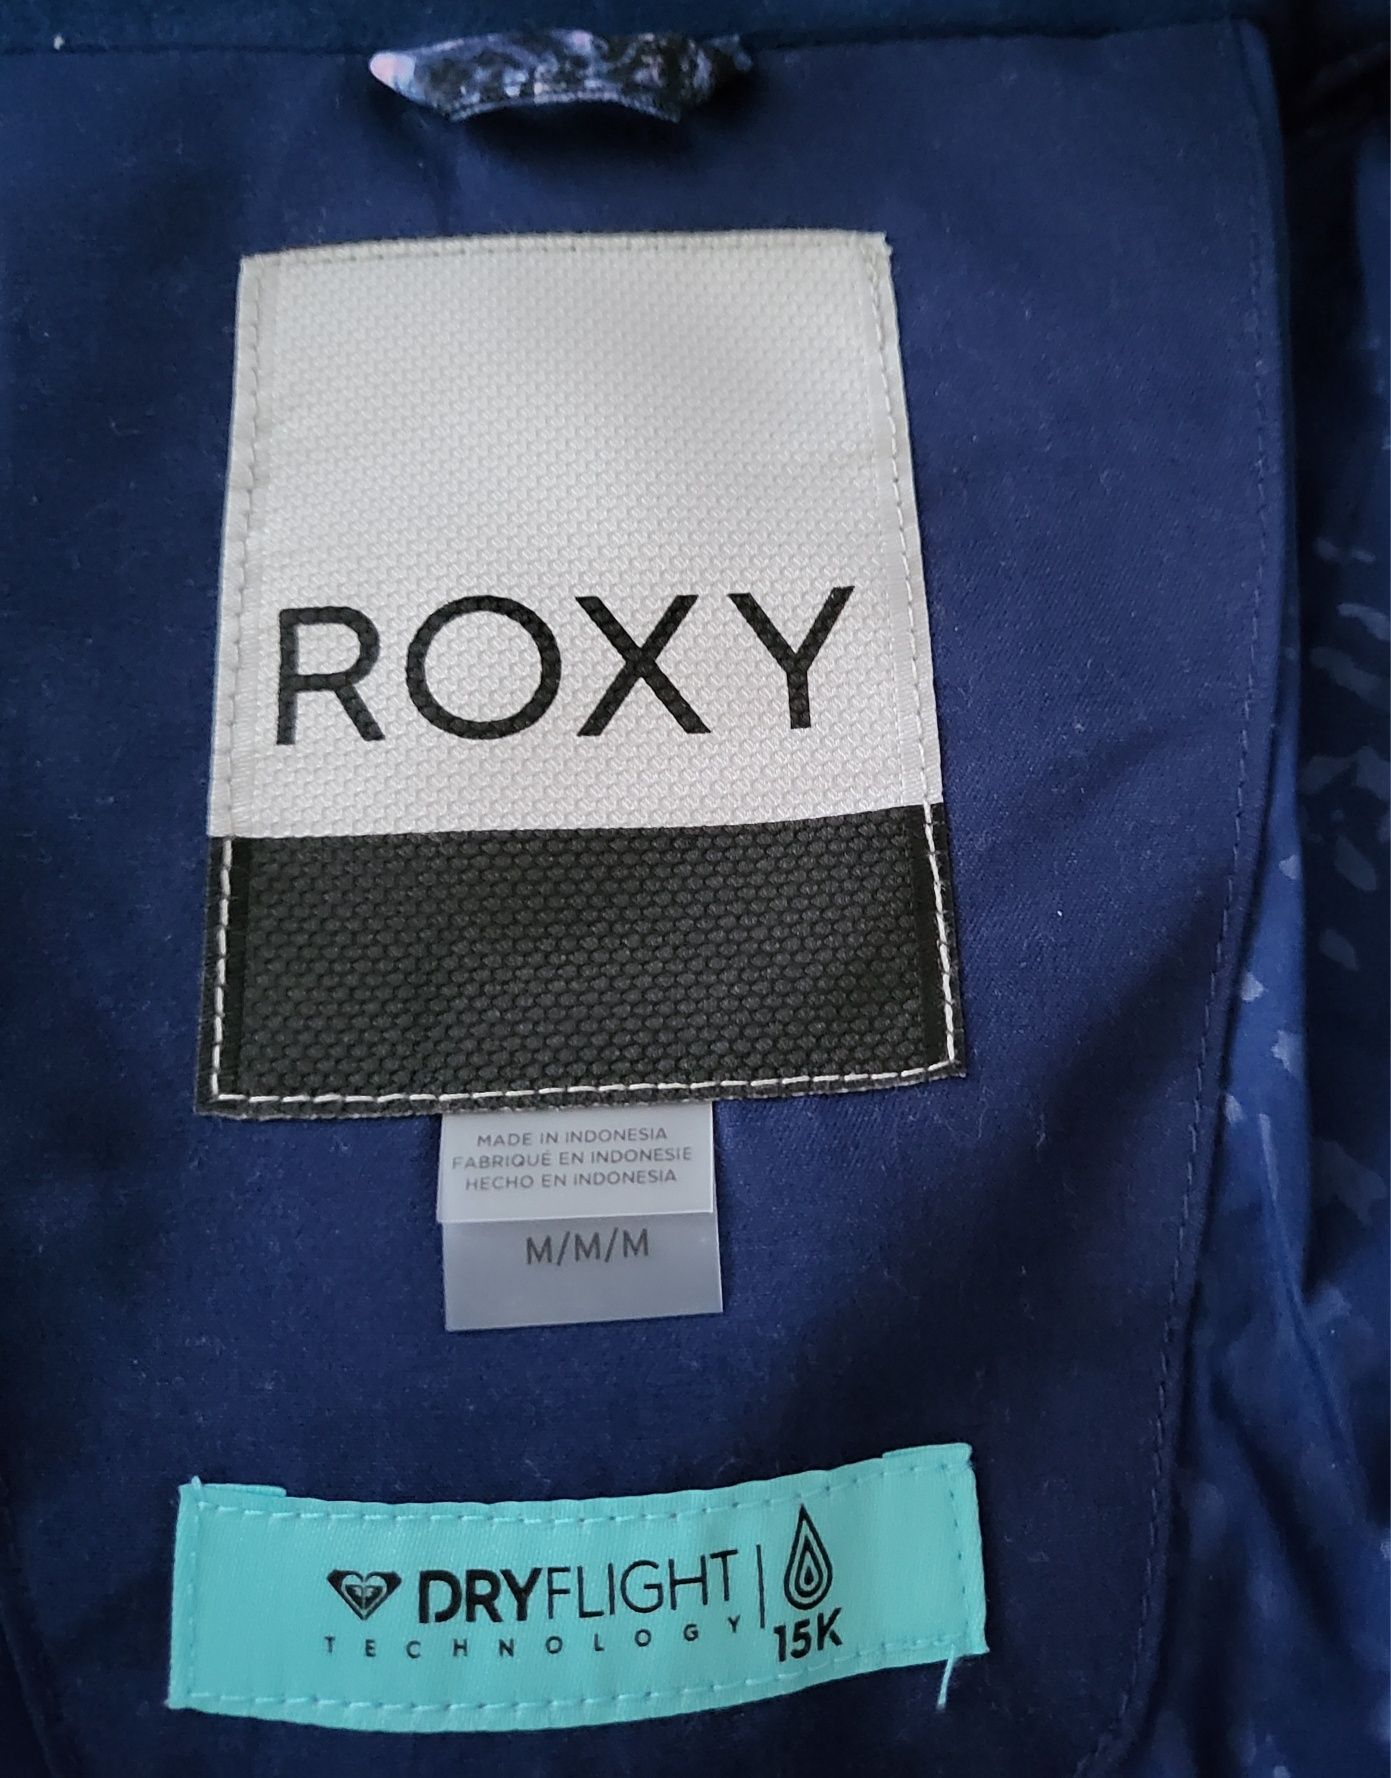 ROXY
MADE IN INDONESIA
FABRIQUÉ EN INDONESIE
HECHO EN INDONESIA
M/M/M
DRYFLIGHT
TECHNOLOGY
15K